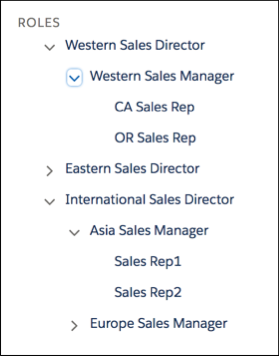 ROLES
Western Sales Director
Western Sales Manager
CA Sales Rep
OR Sales Rep
Eastern Sales Director
International Sales Director
Asia Sales Manager
Sales Rep1
Sales Rep2
Europe Sales Manager